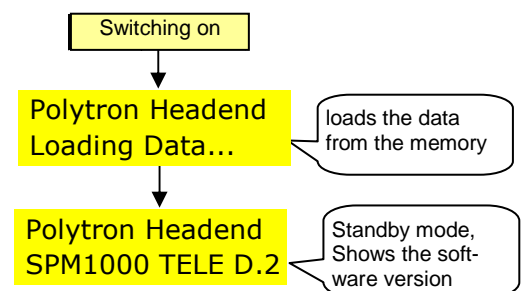 Switching on
Polytron Headend
Loading Data...
loads the data
from the memory
Polytron Headend
SPM1000 TELE D.2
Standby mode,
Shows the soft-
ware version